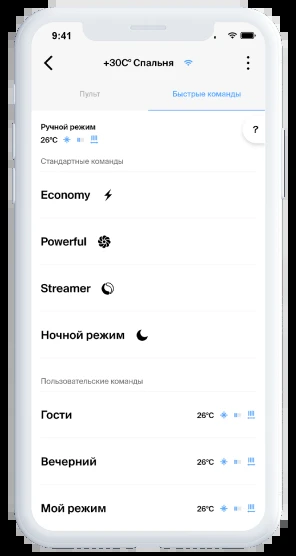 9:41
+30C° Спальня
Пульт
Быстрые команды
Ручной режим
26°C
?
Стандартные команды
Economy
Powerful
Streamer
Ночной режим
Пользовательские команды
Гости 26°C
Вечерний 26°C
Мой режим 26°C